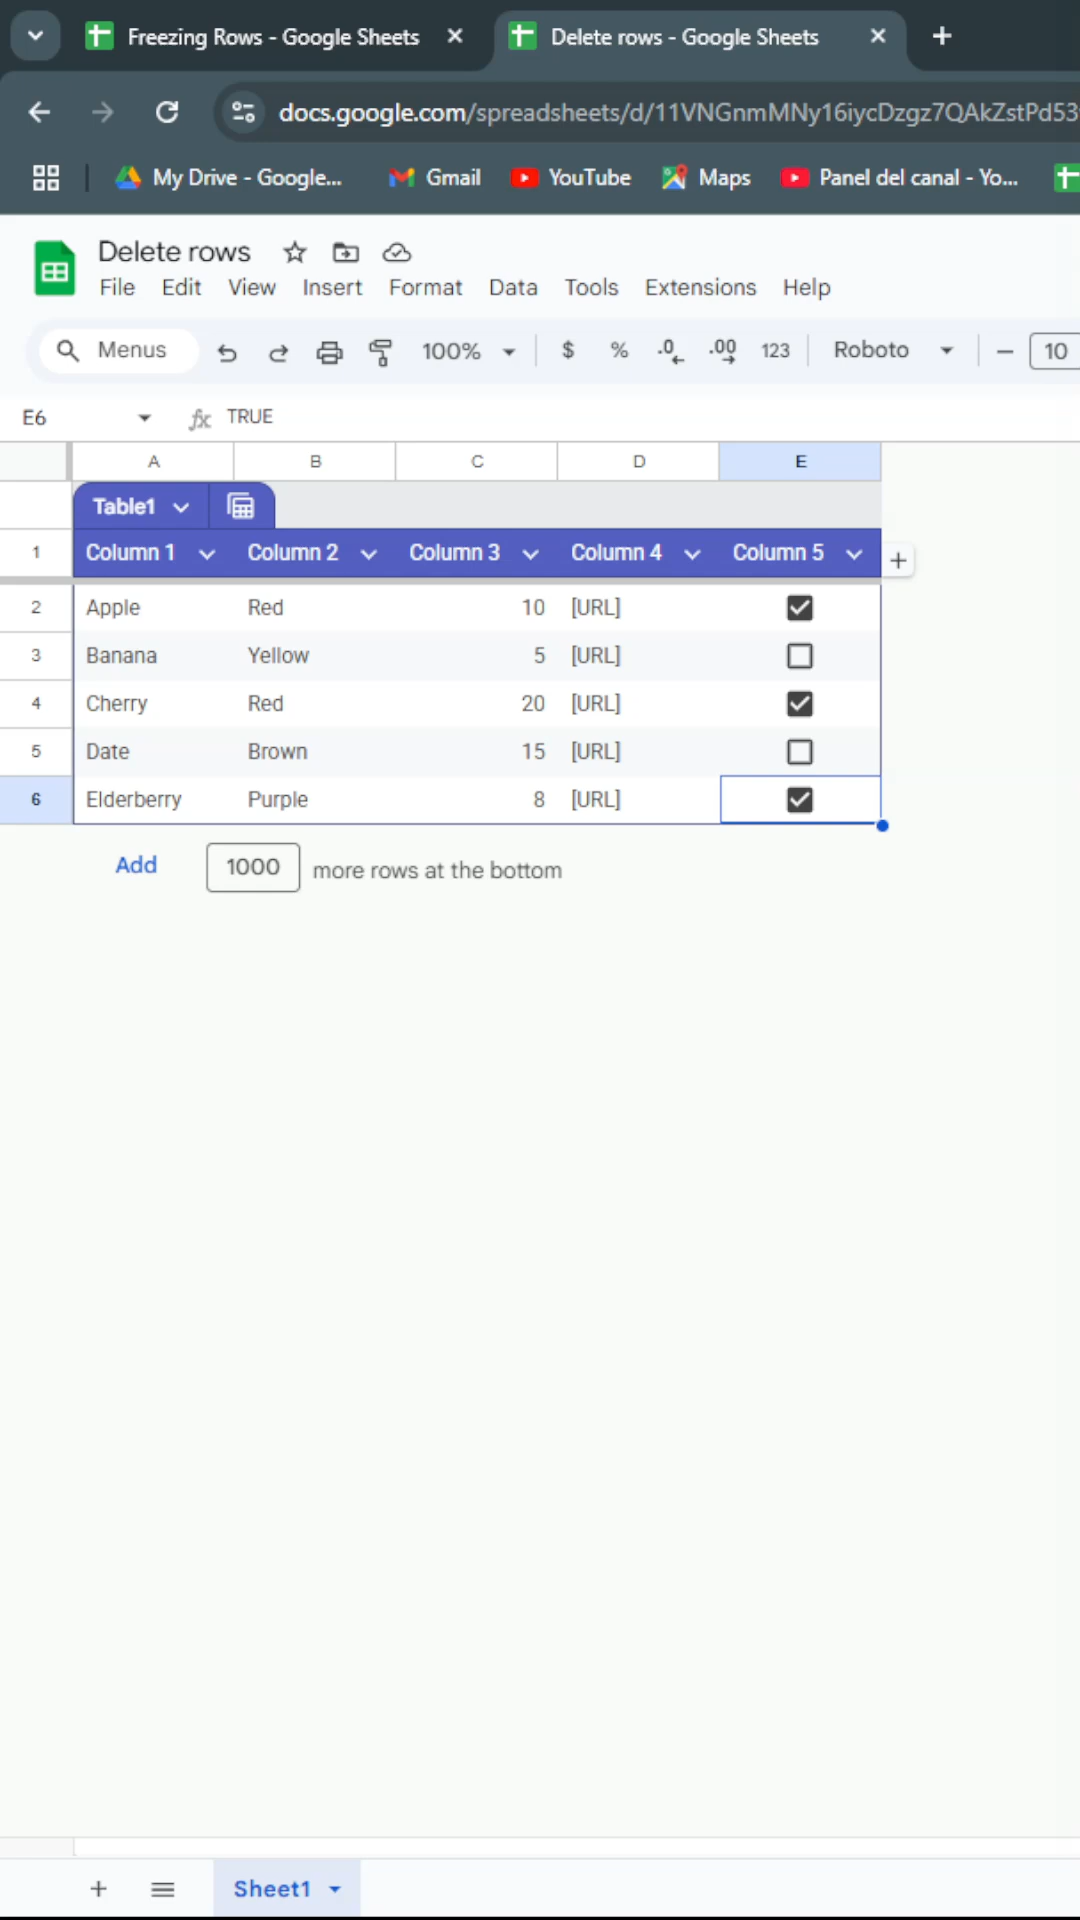 Freezing Rows - Google Sheets
Delete rows - Google Sheets
docs.google.com/spreadsheets/d/11VNGnmMNy16iycDzgz7QAkZstPd53
My Drive - Google...
Gmail
YouTube
Maps
Panel del canal - Yo...
Delete rows
File Edit View Insert Format Data Tools Extensions Help
Menus 100% $ % .0 .00 123 Roboto 10
E6 fx TRUE
A B C D E
Table1
1 Column 1 Column 2 Column 3 Column 4 Column 5
2 Apple Red 10 [URL]
3 Banana Yellow 5 [URL]
4 Cherry Red 20 [URL]
5 Date Brown 15 [URL]
6 Elderberry Purple 8 [URL]
Add 1000 more rows at the bottom
Sheet1